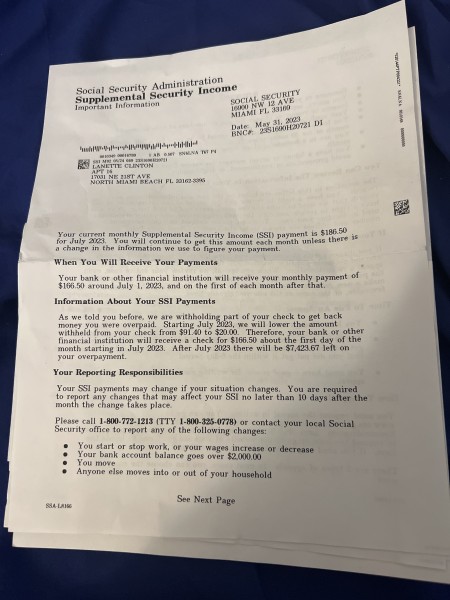 Social Security Administration
Supplemental Security Income
Important Information
SOCIAL SECURITY
16900 NW 12 AVE
MIAMI FL 33169
Date: May 31, 2023
BNC#: 23S1690H20721 DI
LANETTE CLINTON
APT 16
17031 NE 21ST AVE
NORTH MIAMI BEACH FL 33162-3395
Your current monthly Supplemental Security Income (SSI) payment is $186.50
for July 2023. You will continue to get this amount each month unless there is
a change in the information we use to figure your payment.
When You Will Receive Your Payments
Your bank or other financial institution will receive your monthly payment of
$166.50 around July 1, 2023, and on the first of each month after that.
Information About Your SSI Payments
As we told you before, we are withholding part of your check to get back
money you were overpaid. Starting July 2023, we will lower the amount
withheld from your check from $91.40 to $20.00. Therefore, your bank or other
financial institution will receive a check for $166.50 about the first day of the
month starting in July 2023. After July 2023 there will be $7,423.67 left on
your overpayment.
Your Reporting Responsibilities
Your SSI payments may change if your situation changes. You are required
to report any changes that may affect your SSI no later than 10 days after
the month the change takes place.
Please call 1-800-772-1213 (TTY 1-800-325-0778) or contact your local Social
Security office to report any of the following changes:
● You start or stop work, or your wages increase or decrease
● Your bank account balance goes over $2,000.00
● You move
● Anyone else moves into or out of your household
See Next Page
SSA-L8166